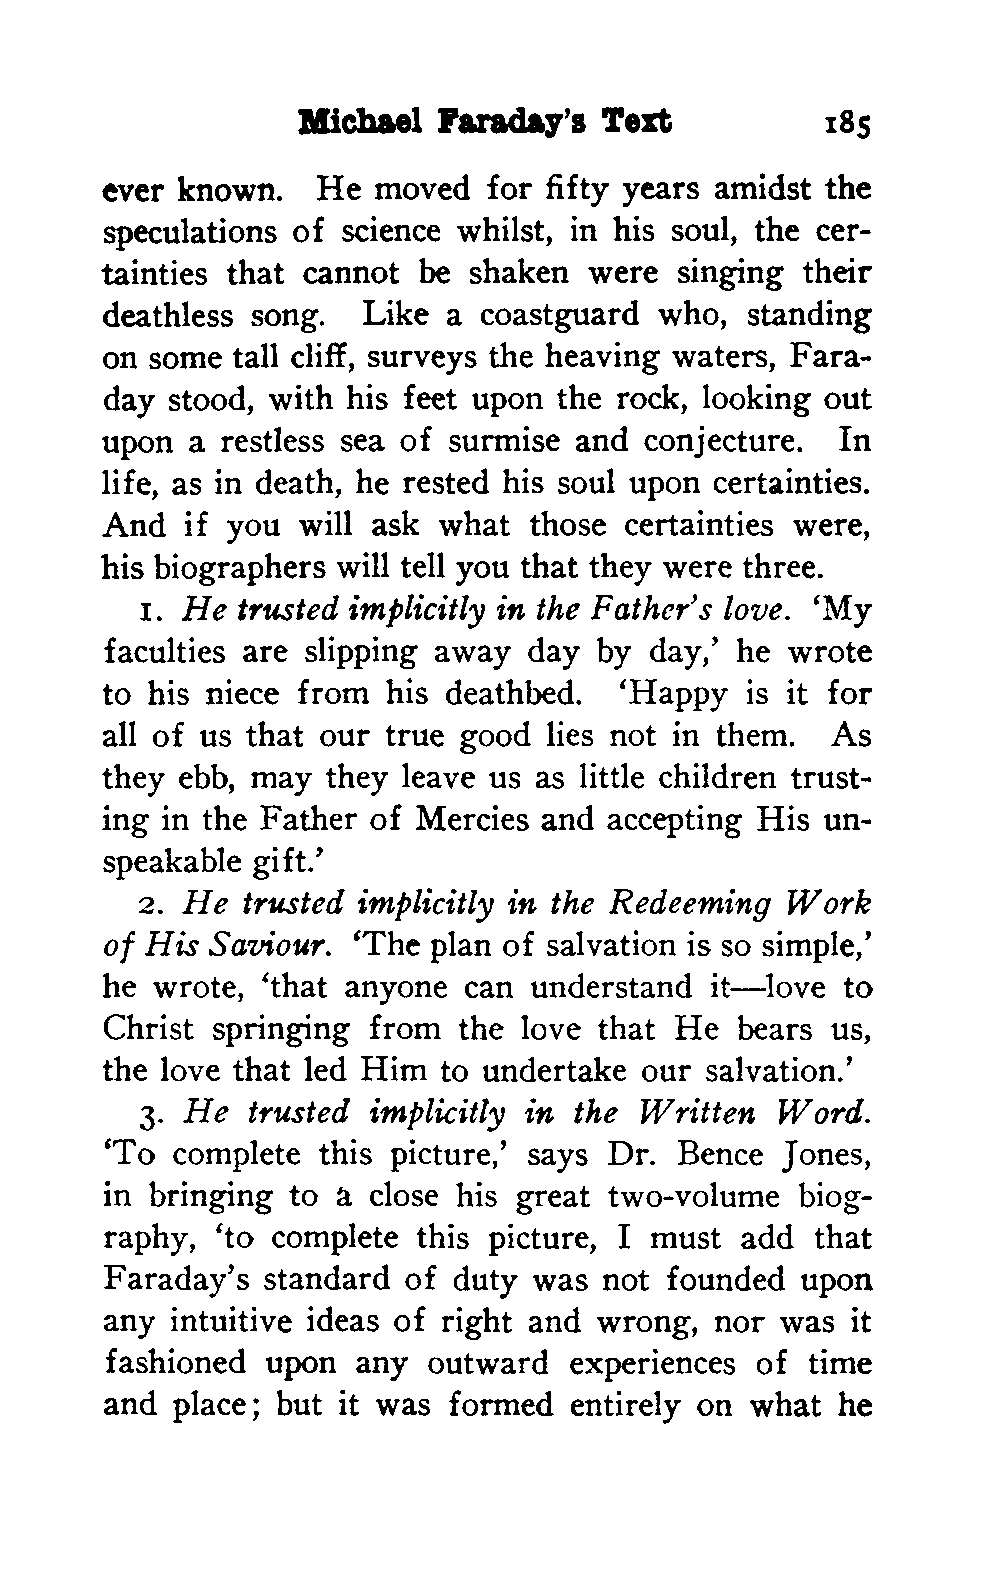 Michael Faraday's Text 185
ever known. He moved for fifty years amidst the
speculations of science whilst, in his soul, the cer-
tainties that cannot be shaken were singing their
deathless song. Like a coastguard who, standing
on some tall cliff, surveys the heaving waters, Fara-
day stood, with his feet upon the rock, looking out
upon a restless sea of surmise and conjecture. In
life, as in death, he rested his soul upon certainties.
And if you will ask what those certainties were,
his biographers will tell you that they were three.
1. He trusted implicitly in the Father's love. ‘My
faculties are slipping away day by day,’ he wrote
to his niece from his deathbed. ‘Happy is it for
all of us that our true good lies not in them. As
they ebb, may they leave us as little children trust-
ing in the Father of Mercies and accepting His un-
speakable gift.’
2. He trusted implicitly in the Redeeming Work
of His Saviour. ‘The plan of salvation is so simple,’
he wrote, ‘that anyone can understand it—love to
Christ springing from the love that He bears us,
the love that led Him to undertake our salvation.’
3. He trusted implicitly in the Written Word.
‘To complete this picture,’ says Dr. Bence Jones,
in bringing to a close his great two-volume biog-
raphy, ‘to complete this picture, I must add that
Faraday's standard of duty was not founded upon
any intuitive ideas of right and wrong, nor was it
fashioned upon any outward experiences of time
and place; but it was formed entirely on what he